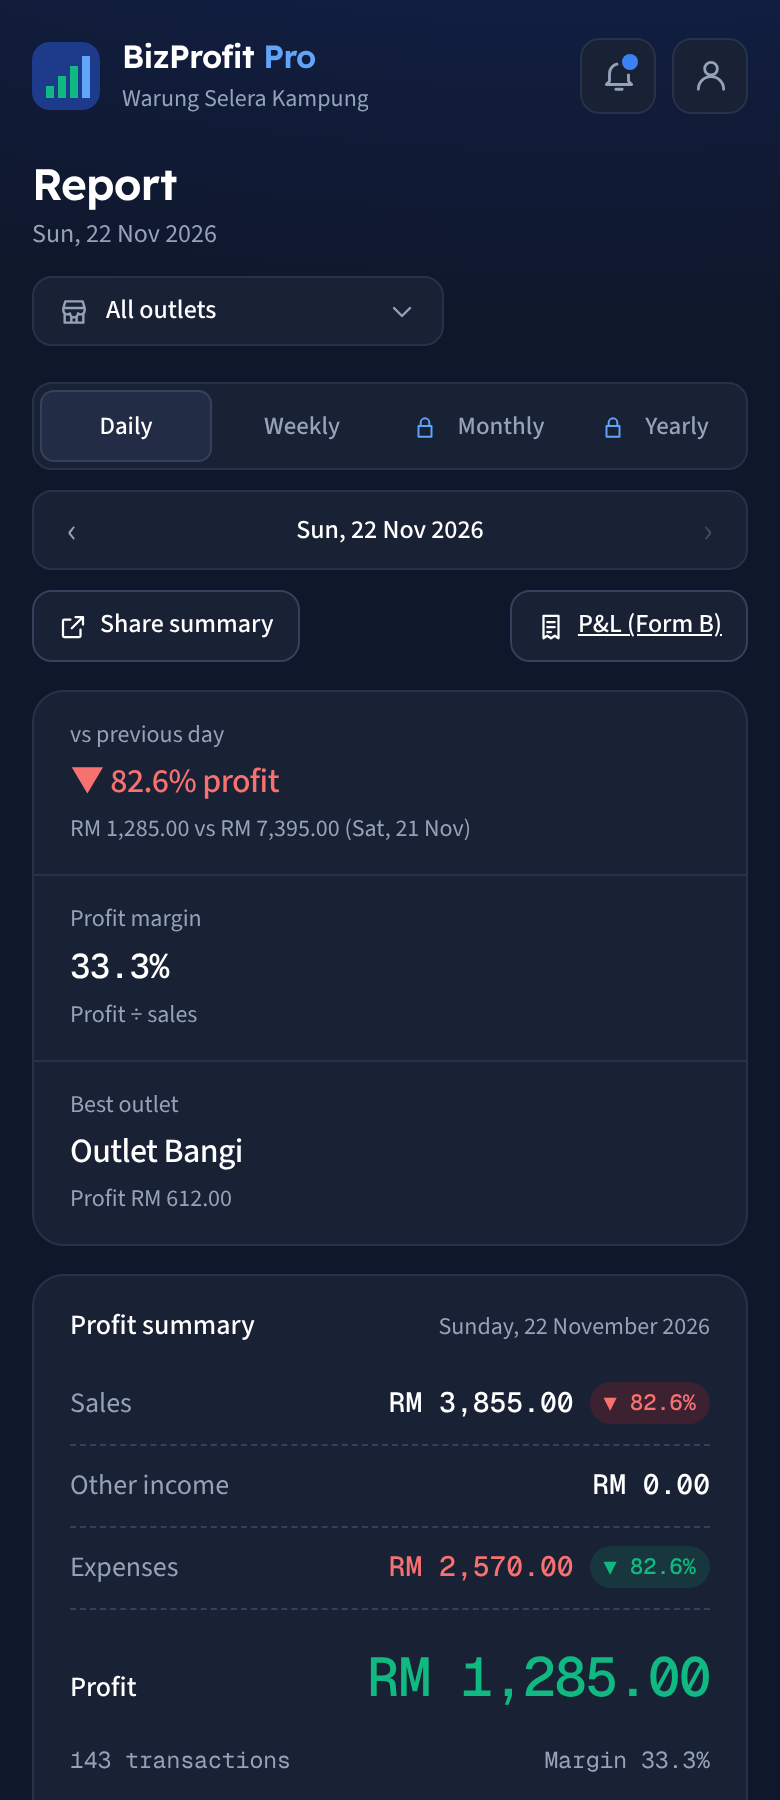 BizProfit Pro
Warung Selera Kampung
Report
Sun, 22 Nov 2026
All outlets
Daily
Weekly
Monthly
Yearly
‹
Sun, 22 Nov 2026
›
Share summary
P&L (Form B)
vs previous day
▼ 82.6% profit
RM 1,285.00 vs RM 7,395.00 (Sat, 21 Nov)
Profit margin
33.3%
Profit ÷ sales
Best outlet
Outlet Bangi
Profit RM 612.00
Profit summary
Sunday, 22 November 2026
Sales
RM 3,855.00
▼ 82.6%
Other income
RM 0.00
Expenses
RM 2,570.00
▼ 82.6%
Profit
RM 1,285.00
143 transactions
Margin 33.3%